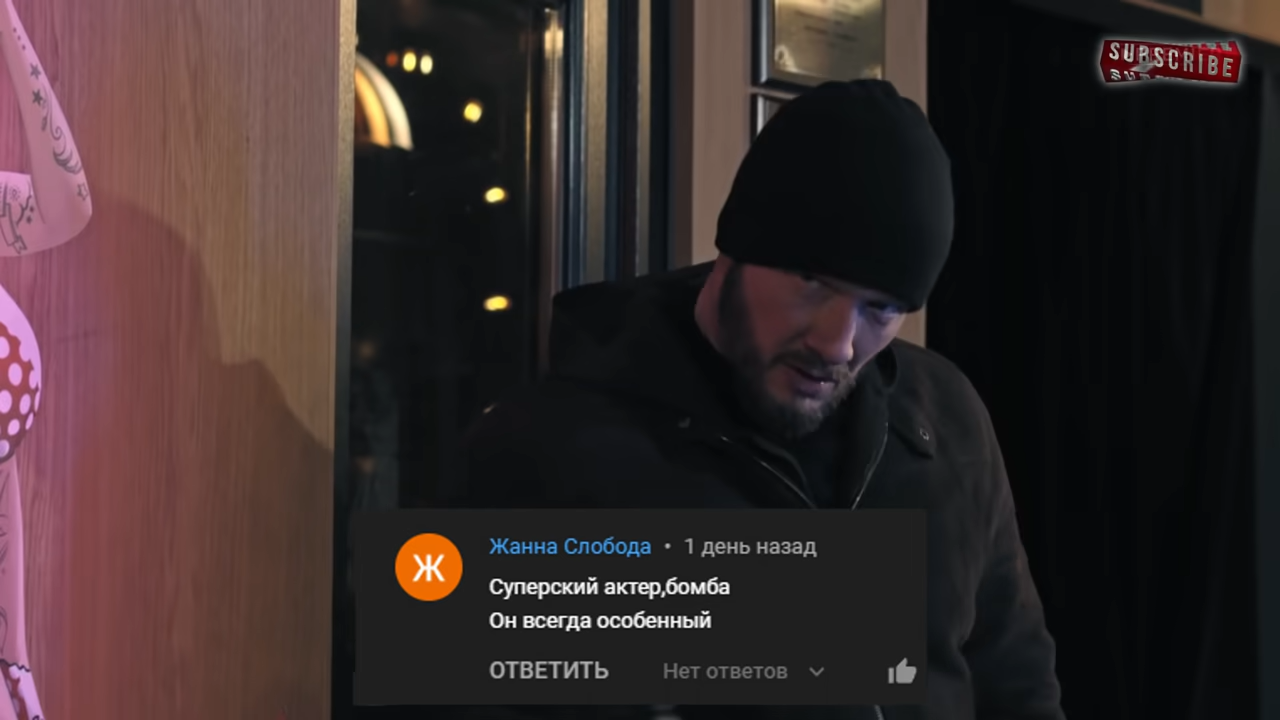 SUBSCRIBE
Жанна Слобода • 1 день назад
Ж
Суперский актер,бомба
Он всегда особенный
ОТВЕТИТЬ Нет ответов